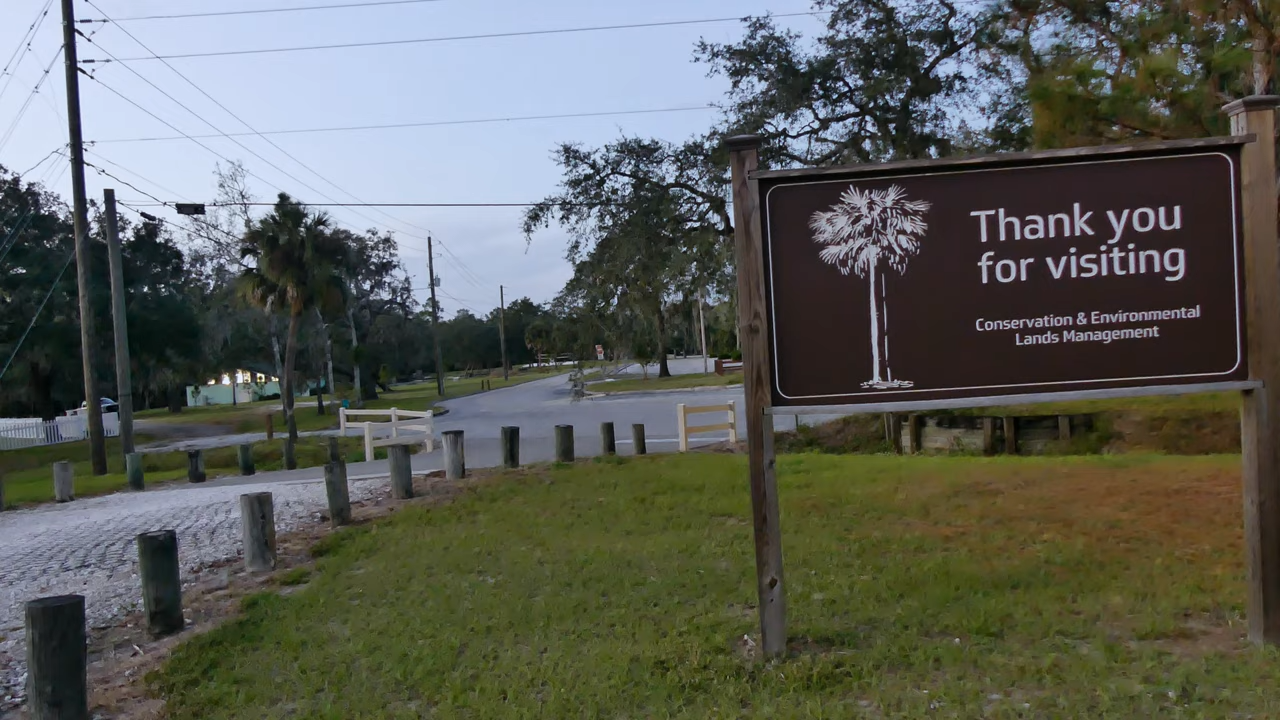 Thank you
for visiting
Conservation & Environmental
Lands Management